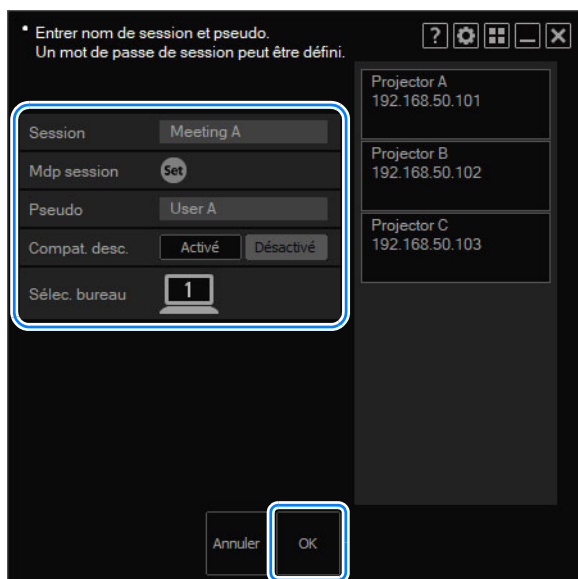 Entrer nom de session et pseudo.
Un mot de passe de session peut être défini.
?
Session Meeting A
Mdp session Set
Pseudo User A
Compat. desc. Activé Désactivé
Sélec. bureau 1
Projector A
192.168.50.101
Projector B
192.168.50.102
Projector C
192.168.50.103
Annuler OK